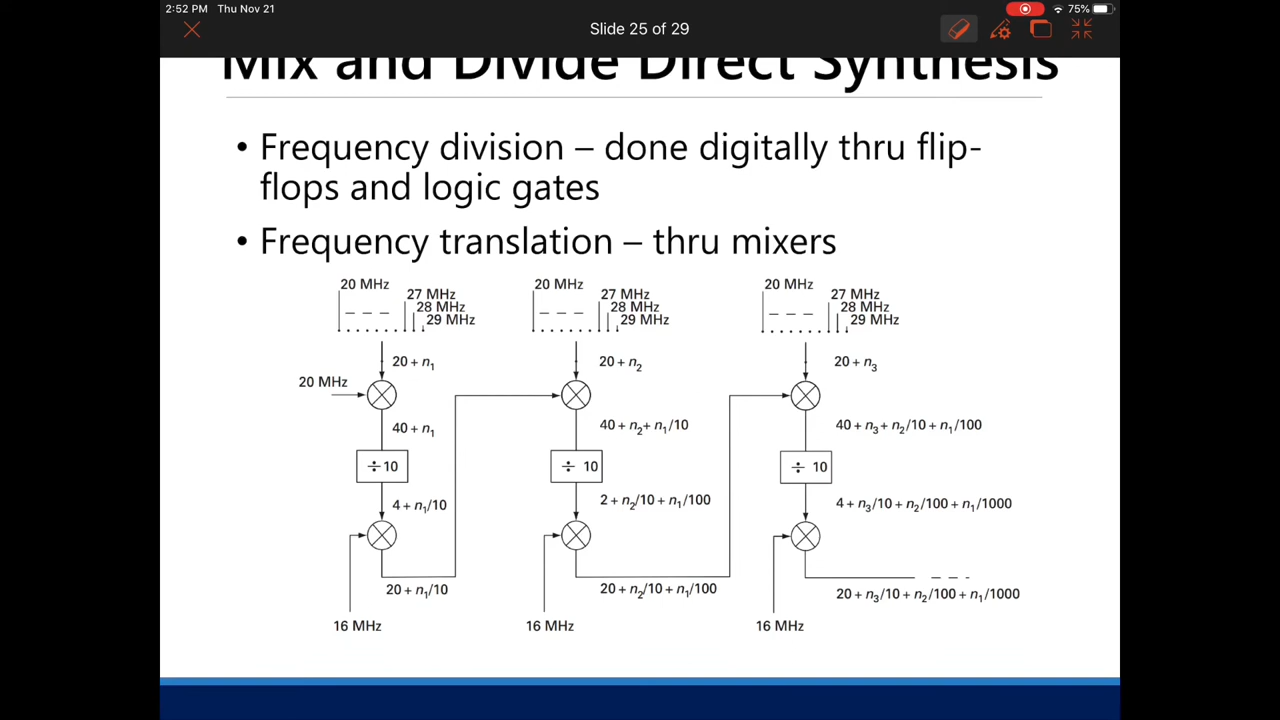 2:52 PM Thu Nov 21
75%
Slide 25 of 29
Mix and Divide Direct Synthesis
• Frequency division – done digitally thru flip-
flops and logic gates
• Frequency translation – thru mixers
20 MHz 20 MHz 20 MHz
27 MHz 27 MHz 27 MHz
28 MHz 28 MHz 28 MHz
29 MHz 29 MHz 29 MHz
20 + n1 20 + n2 20 + n3
20 MHz
40 + n1 40 + n2 + n1/10 40 + n3 + n2/10 + n1/100
÷ 10 ÷ 10 ÷ 10
4 + n1/10 2 + n2/10 + n1/100 4 + n3/10 + n2/100 + n1/1000
20 + n1/10 20 + n2/10 + n1/100 20 + n3/10 + n2/100 + n1/1000
16 MHz 16 MHz 16 MHz